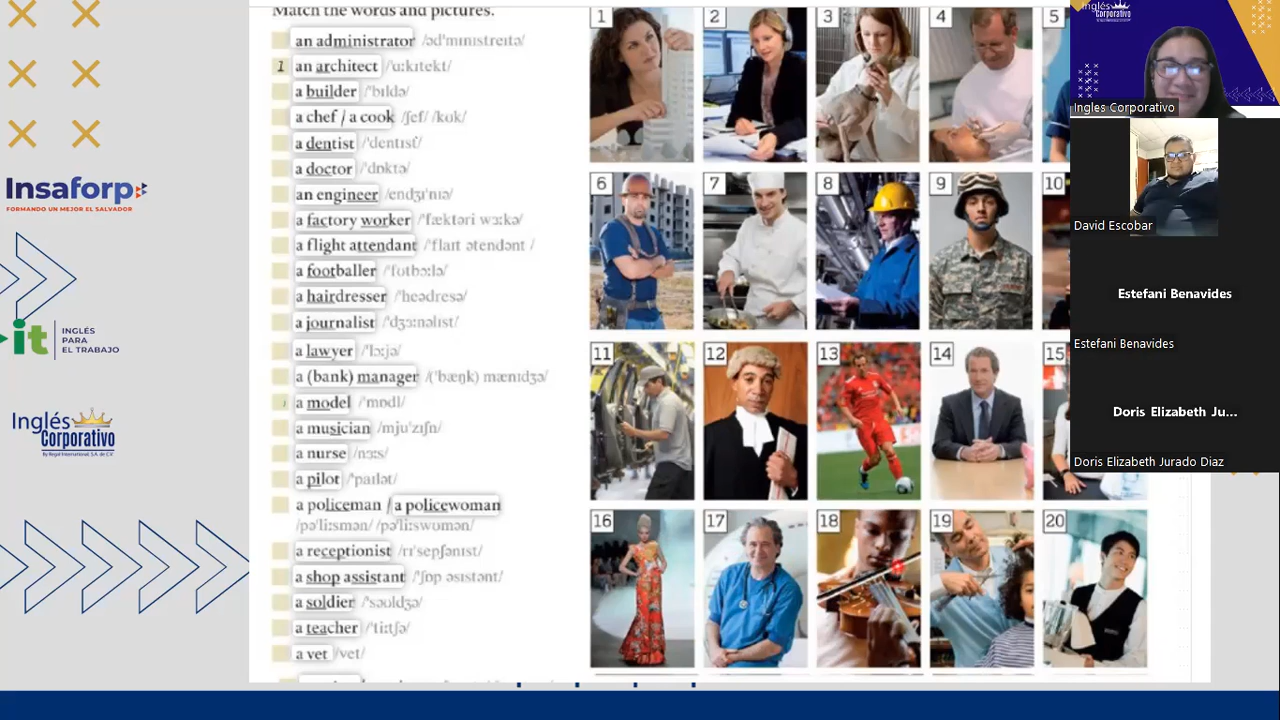 Match the words and pictures.
an administrator /ədˈmɪnɪstreɪtə/
1 an architect /ˈɑːkɪtekt/
a builder /ˈbɪldə/
a chef / a cook /ʃef/ /kʊk/
a dentist /ˈdentɪst/
a doctor /ˈdɒktə/
an engineer /endʒɪˈnɪə/
a factory worker /ˈfæktəri wɜːkə/
a flight attendant /ˈflaɪt ətendənt /
a footballer /ˈfʊtbɔːlə/
a hairdresser /ˈheədresə/
a journalist /ˈdʒɜːnəlɪst/
a lawyer /ˈlɔːjə/
a (bank) manager /(ˈbæŋk) mænɪdʒə/
a model /ˈmɒdl/
a musician /mjuˈzɪʃn/
a nurse /nɜːs/
a pilot /ˈpaɪlət/
a policeman / a policewoman
/pəˈliːsmən/ /pəˈliːswʊmən/
a receptionist /rɪˈsepʃənɪst/
a shop assistant /ˈʃɒp əsɪstənt/
a soldier /ˈsəʊldʒə/
a teacher /ˈtiːtʃə/
a vet /vet/
1 2 3 4 5
6 7 8 9 10
11 12 13 14 15
16 17 18 19 20
Insaforp
FORMANDO UN MEJOR EL SALVADOR
it INGLÉS
PARA
EL TRABAJO
Inglés
Corporativo
By Regal International, S.A. de C.V.
Inglés
Corporativo
Ingles Corporativo
David Escobar
Estefani Benavides
Estefani Benavides
Doris Elizabeth Ju...
Doris Elizabeth Jurado Diaz